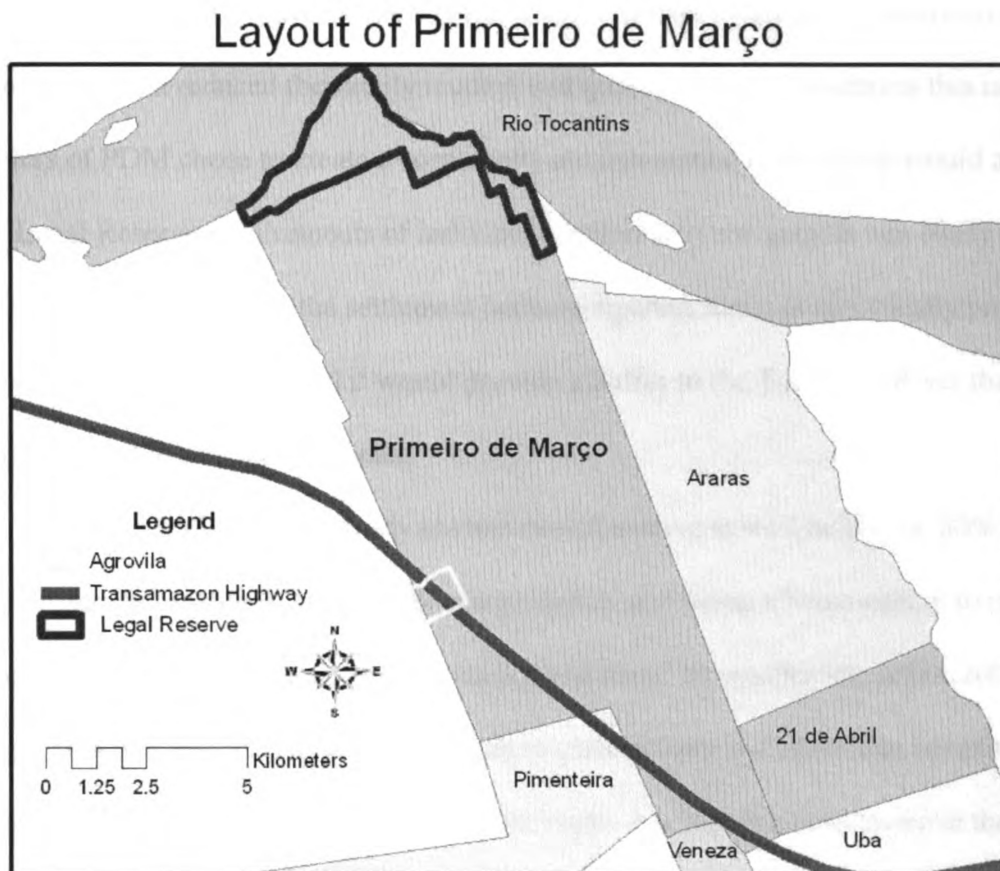 Layout of Primeiro de Março
Rio Tocantins
Primeiro de Março
Araras
Legend
Agrovila
Transamazon Highway
Legal Reserve
N
W E
S
Kilometers
0 1.25 2.5 5
21 de Abril
Pimenteira
Uba
Veneza